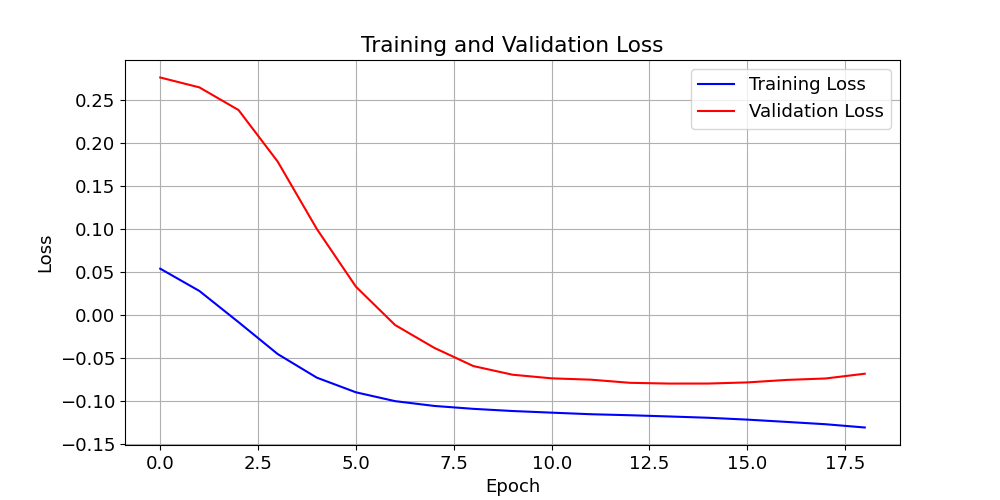 Training and Validation Loss
Training Loss
Validation Loss
Loss
0.25
0.20
0.15
0.10
0.05
0.00
−0.05
−0.10
−0.15
0.0 2.5 5.0 7.5 10.0 12.5 15.0 17.5
Epoch